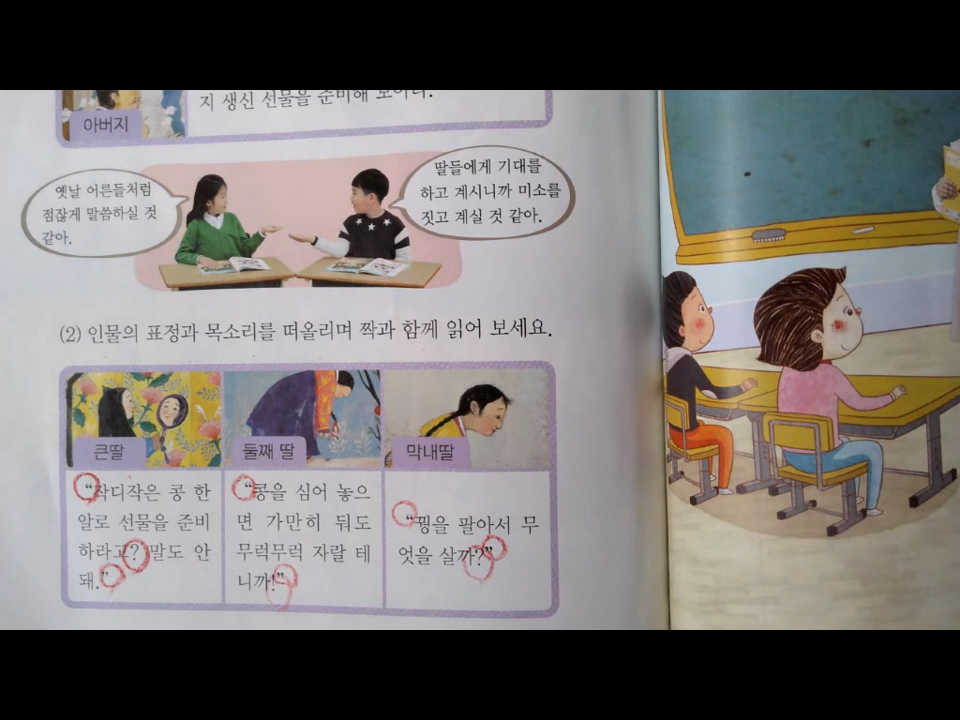 지 생신 선물을 준비해 보아라.
아버지
옛날 어른들처럼
점잖게 말씀하실 것
같아.
딸들에게 기대를
하고 계시니까 미소를
짓고 계실 것 같아.
(2) 인물의 표정과 목소리를 떠올리며 짝과 함께 읽어 보세요.
큰딸
“작디작은 콩 한
알로 선물을 준비
하라고? 말도 안
돼.”
둘째 딸
“콩을 심어 놓으
면 가만히 둬도
무럭무럭 자랄 테
니까!”
막내딸
“꿩을 팔아서 무
엇을 살까?”